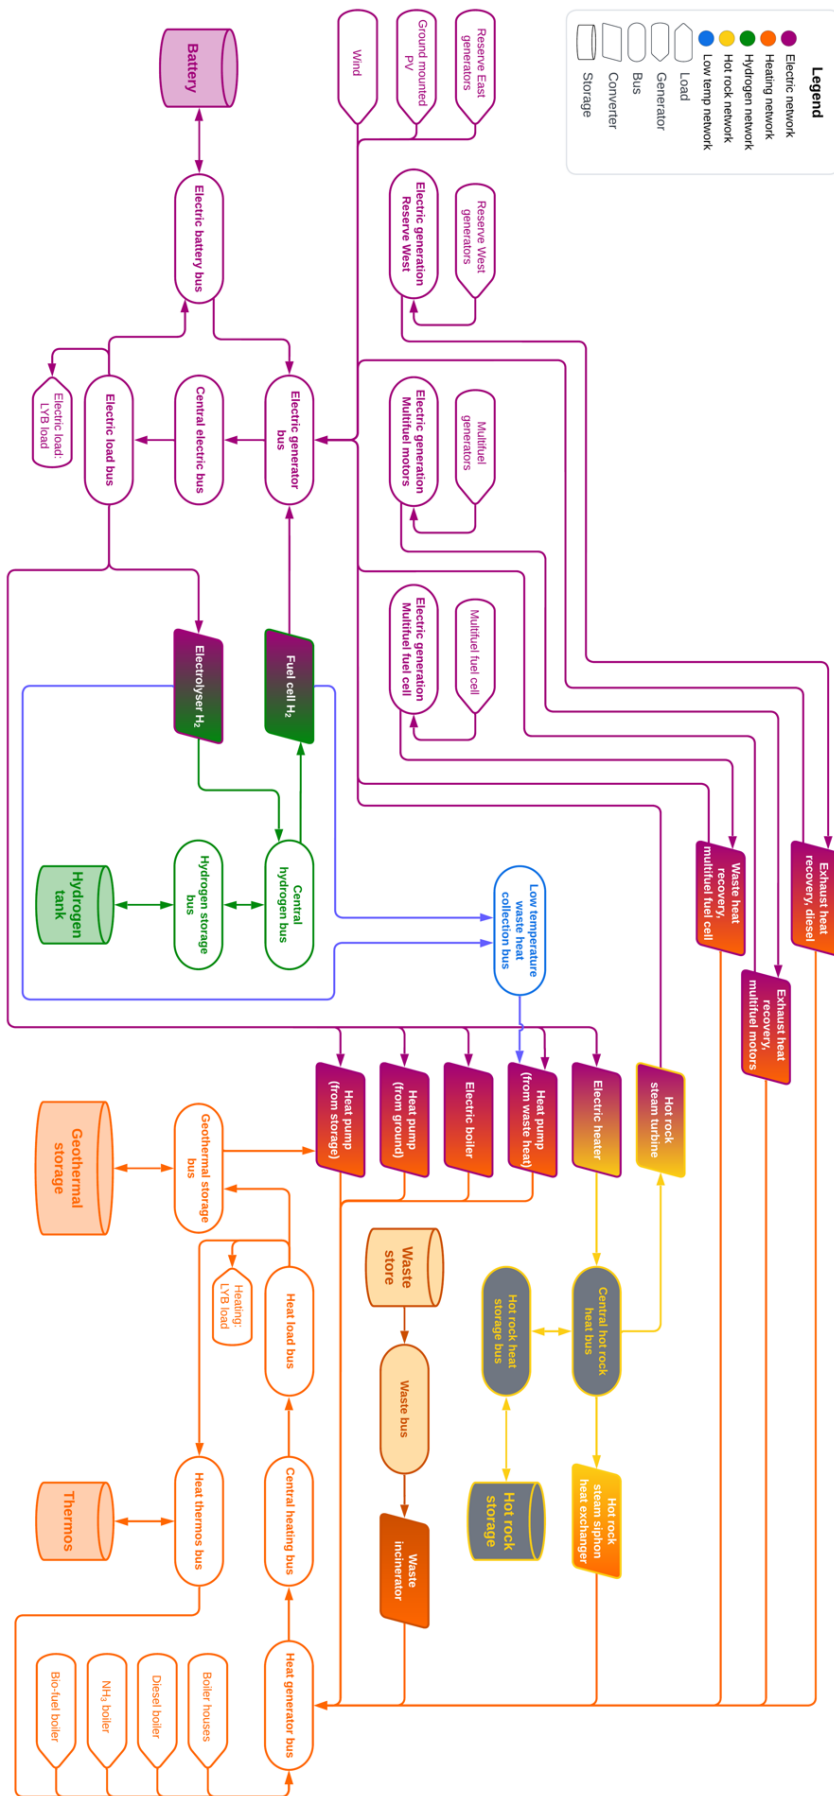 Legend
Electric network
Heating network
Hydrogen network
Hot rock network
Low temp network
Load
Generator
Bus
Converter
Storage
Reserve East
generators
Ground mounted
PV
Wind
Battery
Reserve West
generators
Electric generation
Reserve West
Electric battery bus
Multifuel
generators
Electric generation
Multifuel motors
Electric generator
bus
Central electric bus
Electric load bus
Electric load:
LYB load
Multifuel fuel cell
Electric generation
Multifuel fuel cell
Fuel cell H₂
Electrolyser H₂
Exhaust heat
recovery, diesel
Waste heat
recovery,
multifuel fuel cell
Exhaust heat
recovery,
multifuel motors
Low temperature
waste heat
collection bus
Central
hydrogen bus
Hydrogen storage
bus
Hydrogen
tank
Hot rock
steam turbine
Electric heater
Heat pump
(from waste heat)
Electric boiler
Heat pump
(from ground)
Heat pump
(from storage)
Geothermal storage
bus
Geothermal
storage
Central hot rock
heat bus
Hot rock heat
storage bus
Waste
store
Heat load bus
Heating:
LYB load
Waste bus
Hot rock
steam siphon
heat exchanger
Hot rock
storage
Central heating bus
Heat thermos bus
Thermos
Waste
incinerator
Heat generator bus
Boiler houses
Diesel boiler
NH₃ boiler
Bio-fuel boiler